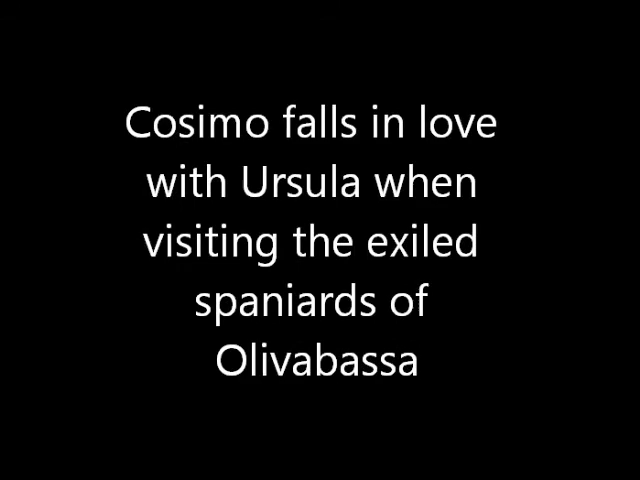 Cosimo falls in love
with Ursula when
visiting the exiled
spaniards of
Olivabassa